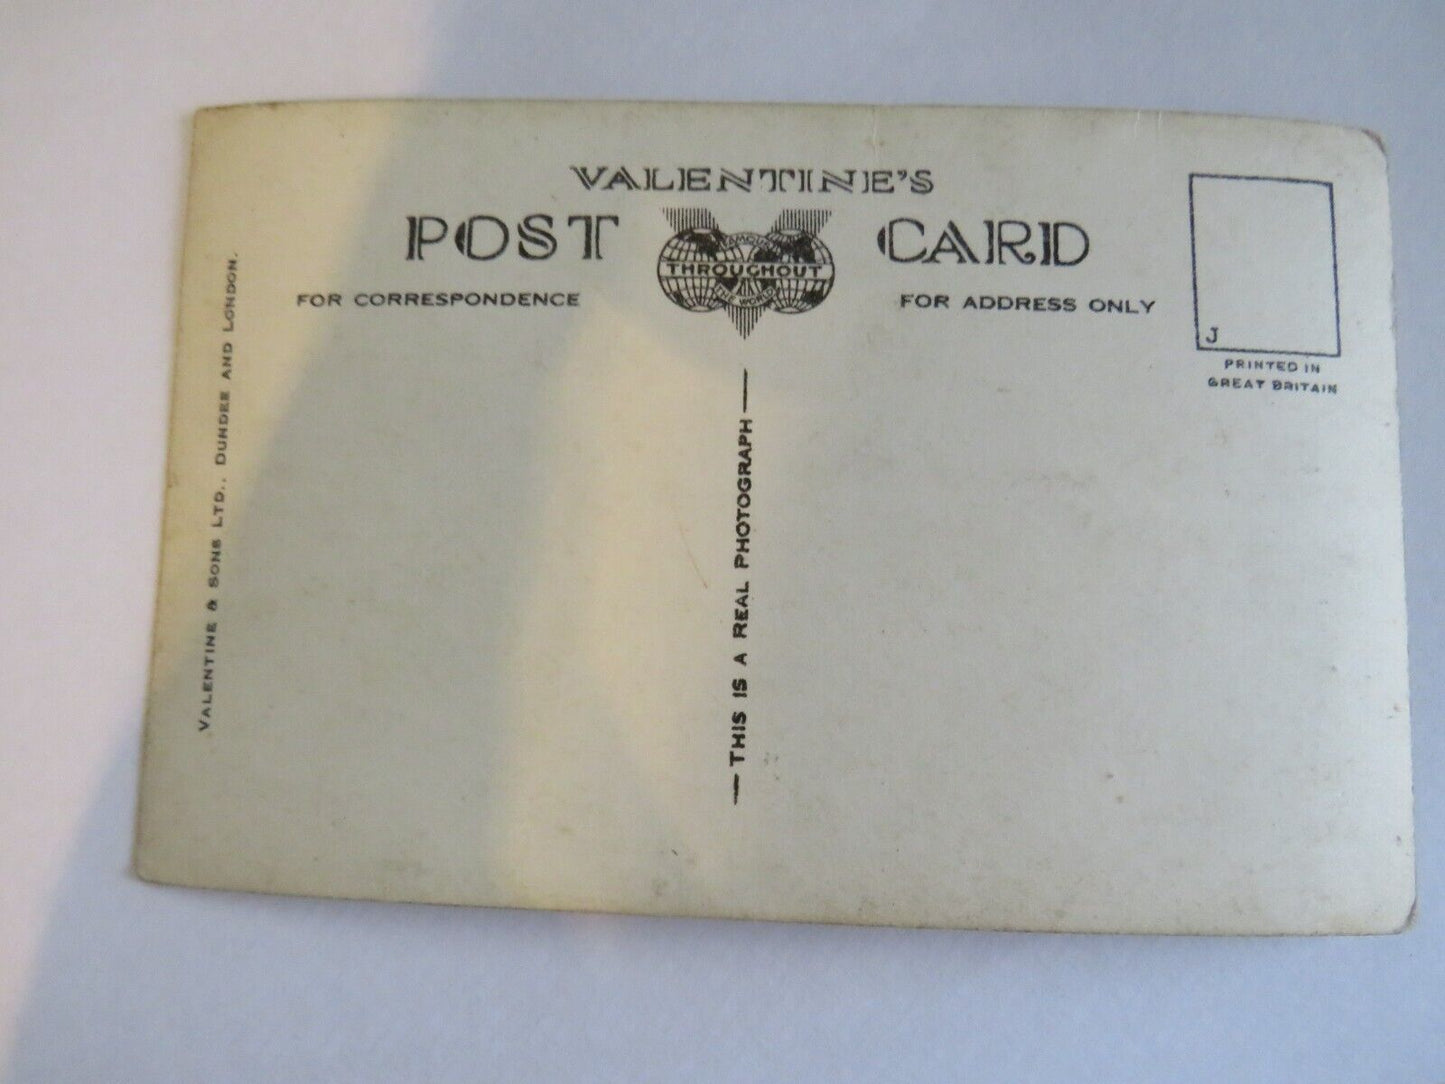 VALENTINE'S
POST CARD
FAMOUS
THROUGHOUT
THE WORLD
FOR CORRESPONDENCE
FOR ADDRESS ONLY
J
PRINTED IN
GREAT BRITAIN
VALENTINE & SONS LTD., DUNDEE AND LONDON.
—THIS IS A REAL PHOTOGRAPH—